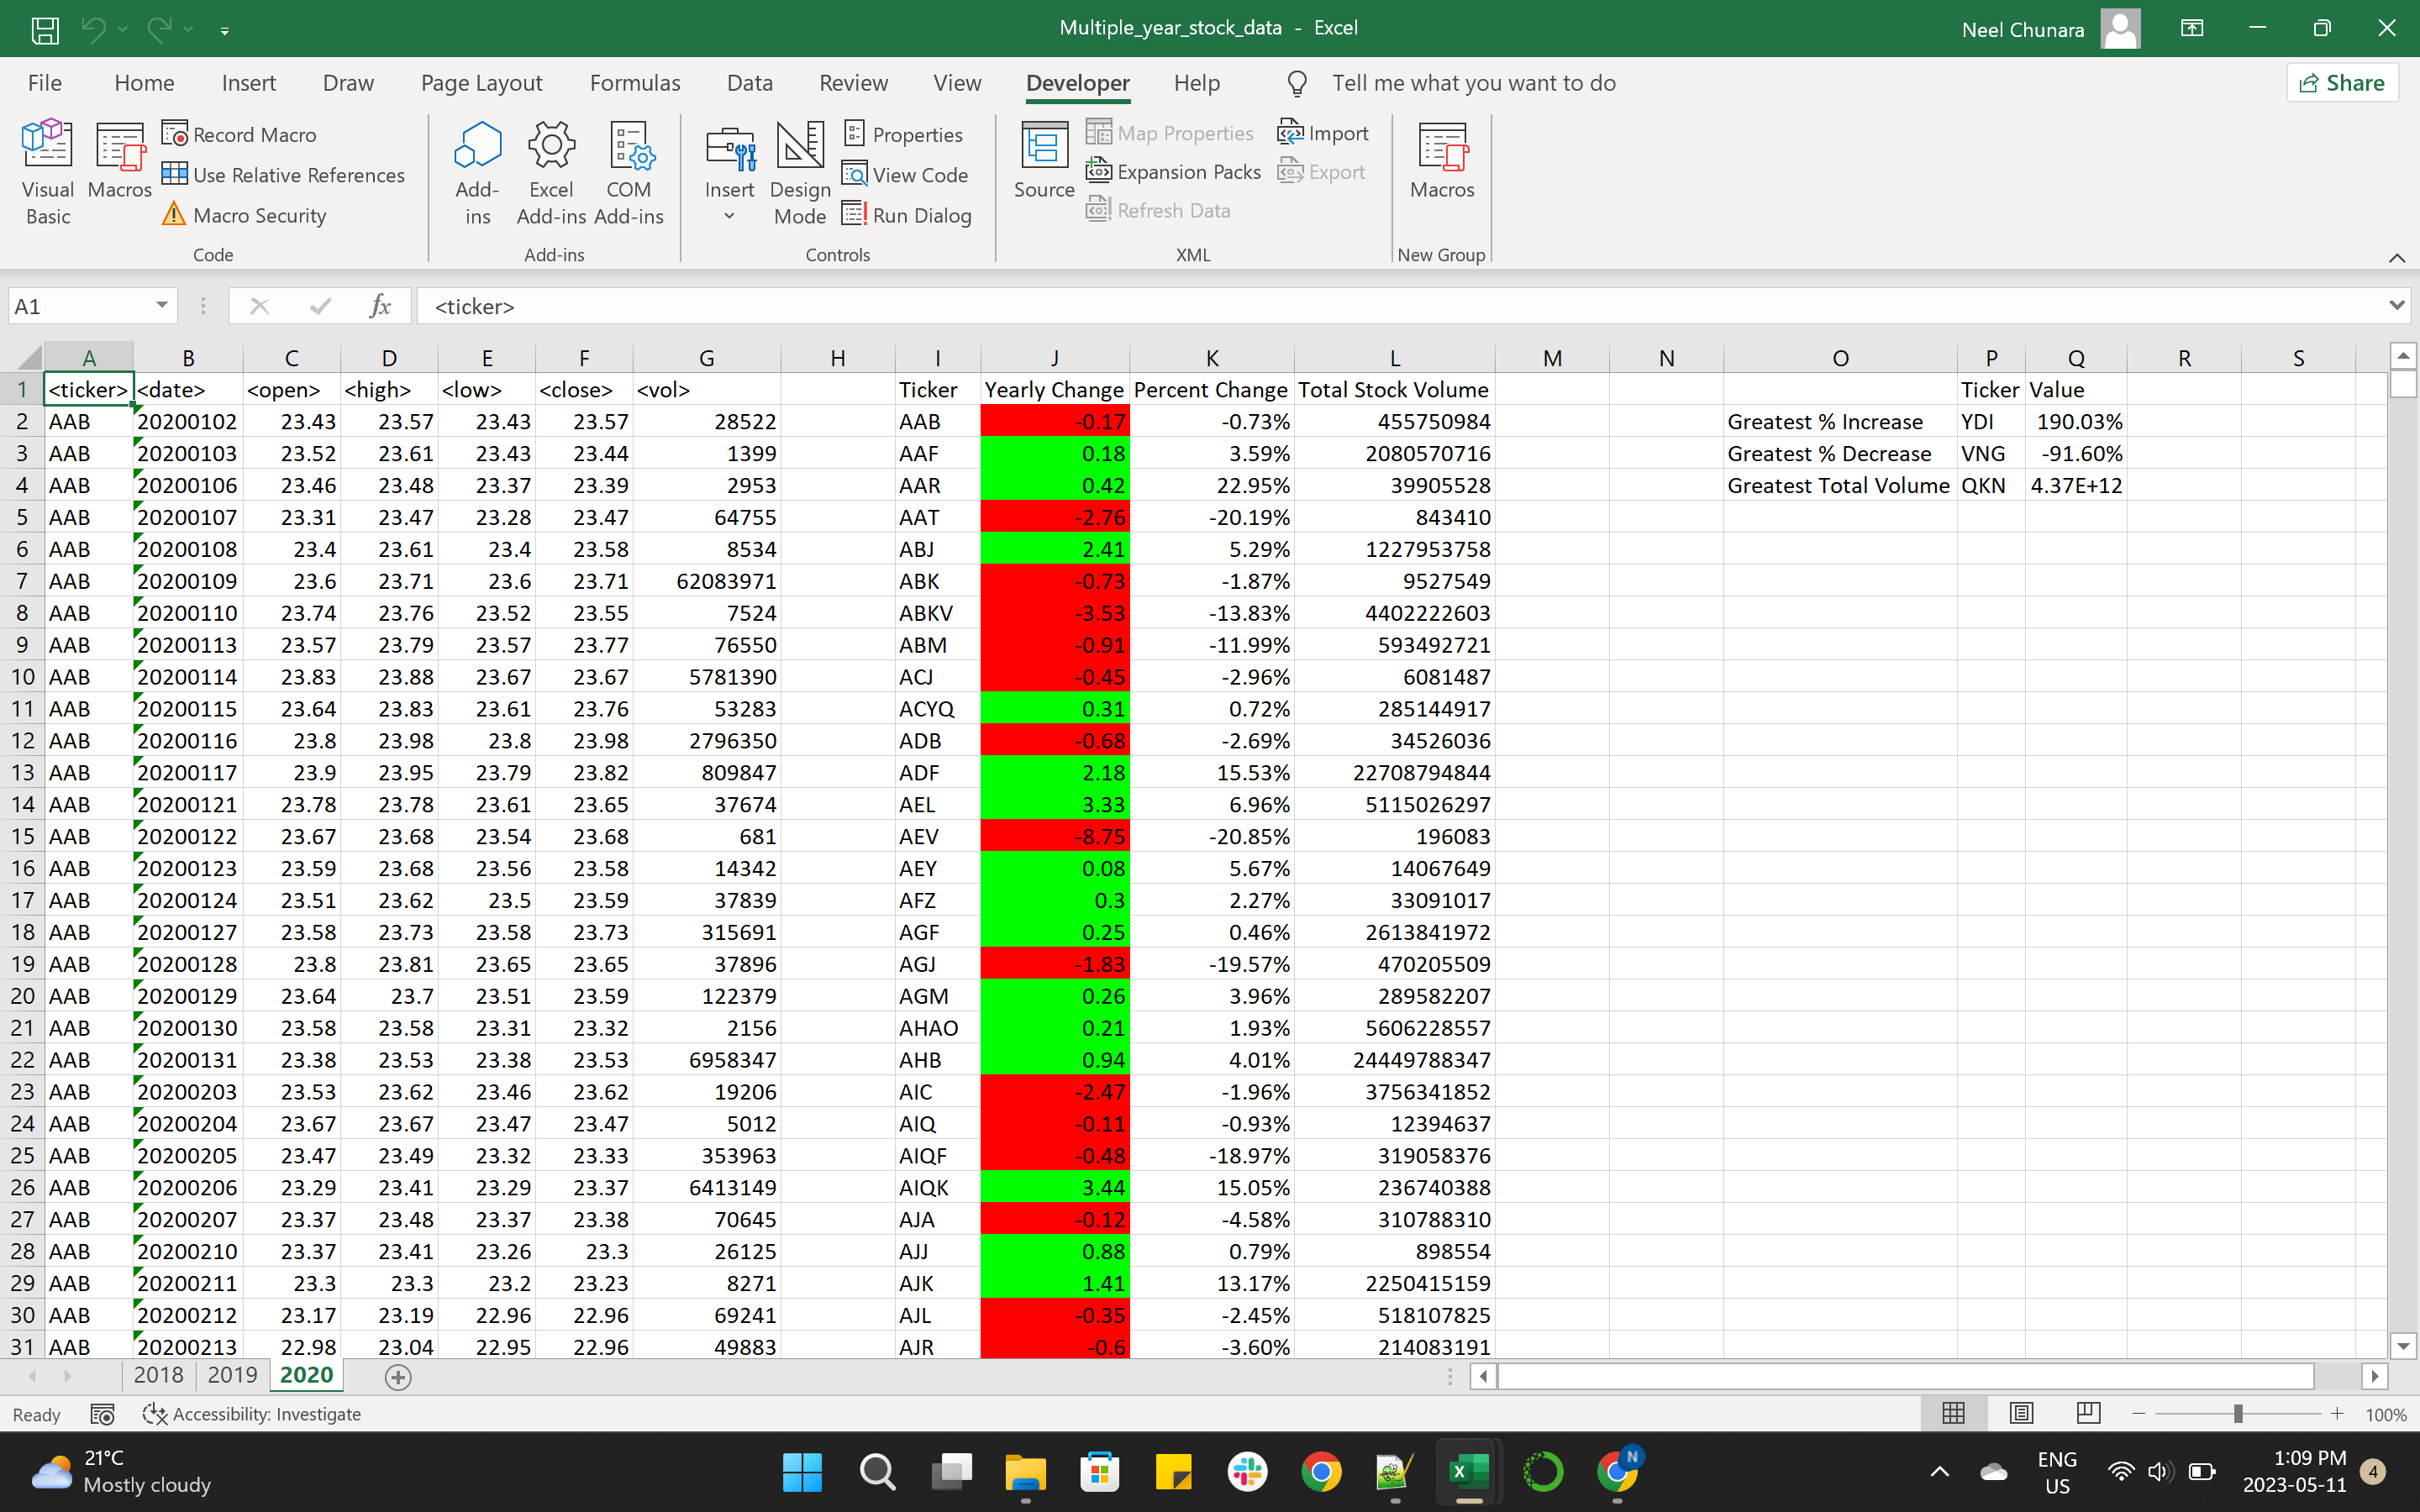 Multiple_year_stock_data - Excel
Neel Chunara
File Home Insert Draw Page Layout Formulas Data Review View Developer Help Tell me what you want to do Share
Visual Basic
Macros
Record Macro
Use Relative References
Macro Security
Code
Add-ins
Excel Add-ins
COM Add-ins
Add-ins
Insert
Design Mode
Properties
View Code
Run Dialog
Controls
Source
Map Properties
Expansion Packs
Refresh Data
Import
Export
XML
Macros
New Group
A1 fx <ticker>
A B C D E F G H I J K L M N O P Q R S
1 <ticker> <date> <open> <high> <low> <close> <vol> Ticker Yearly Change Percent Change Total Stock Volume Ticker Value
2 AAB 20200102 23.43 23.57 23.43 23.57 28522 AAB -0.17 -0.73% 455750984 Greatest % Increase YDI 190.03%
3 AAB 20200103 23.52 23.61 23.43 23.44 1399 AAF 0.18 3.59% 2080570716 Greatest % Decrease VNG -91.60%
4 AAB 20200106 23.46 23.48 23.37 23.39 2953 AAR 0.42 22.95% 39905528 Greatest Total Volume QKN 4.37E+12
5 AAB 20200107 23.31 23.47 23.28 23.47 64755 AAT -2.76 -20.19% 843410
6 AAB 20200108 23.4 23.61 23.4 23.58 8534 ABJ 2.41 5.29% 1227953758
7 AAB 20200109 23.6 23.71 23.6 23.71 62083971 ABK -0.73 -1.87% 9527549
8 AAB 20200110 23.74 23.76 23.52 23.55 7524 ABKV -3.53 -13.83% 4402222603
9 AAB 20200113 23.57 23.79 23.57 23.77 76550 ABM -0.91 -11.99% 593492721
10 AAB 20200114 23.83 23.88 23.67 23.67 5781390 ACJ -0.45 -2.96% 6081487
11 AAB 20200115 23.64 23.83 23.61 23.76 53283 ACYQ 0.31 0.72% 285144917
12 AAB 20200116 23.8 23.98 23.8 23.98 2796350 ADB -0.68 -2.69% 34526036
13 AAB 20200117 23.9 23.95 23.79 23.82 809847 ADF 2.18 15.53% 22708794844
14 AAB 20200121 23.78 23.78 23.61 23.65 37674 AEL 3.33 6.96% 5115026297
15 AAB 20200122 23.67 23.68 23.54 23.68 681 AEV -8.75 -20.85% 196083
16 AAB 20200123 23.59 23.68 23.56 23.58 14342 AEY 0.08 5.67% 14067649
17 AAB 20200124 23.51 23.62 23.5 23.59 37839 AFZ 0.3 2.27% 33091017
18 AAB 20200127 23.58 23.73 23.58 23.73 315691 AGF 0.25 0.46% 2613841972
19 AAB 20200128 23.8 23.81 23.65 23.65 37896 AGJ -1.83 -19.57% 470205509
20 AAB 20200129 23.64 23.7 23.51 23.59 122379 AGM 0.26 3.96% 289582207
21 AAB 20200130 23.58 23.58 23.31 23.32 2156 AHAO 0.21 1.93% 5606228557
22 AAB 20200131 23.38 23.53 23.38 23.53 6958347 AHB 0.94 4.01% 24449788347
23 AAB 20200203 23.53 23.62 23.46 23.62 19206 AIC -2.47 -1.96% 3756341852
24 AAB 20200204 23.67 23.67 23.47 23.47 5012 AIQ -0.11 -0.93% 12394637
25 AAB 20200205 23.47 23.49 23.32 23.33 353963 AIQF -0.48 -18.97% 319058376
26 AAB 20200206 23.29 23.41 23.29 23.37 6413149 AIQK 3.44 15.05% 236740388
27 AAB 20200207 23.37 23.48 23.37 23.38 70645 AJA -0.12 -4.58% 310788310
28 AAB 20200210 23.37 23.41 23.26 23.3 26125 AJJ 0.88 0.79% 898554
29 AAB 20200211 23.3 23.3 23.2 23.23 8271 AJK 1.41 13.17% 2250415159
30 AAB 20200212 23.17 23.19 22.96 22.96 69241 AJL -0.35 -2.45% 518107825
31 AAB 20200213 22.98 23.04 22.95 22.96 49883 AJR -0.6 -3.60% 214083191
2018 2019 2020
Ready Accessibility: Investigate 100%
21°C
Mostly cloudy
N
ENG
US
1:09 PM
2023-05-11
4